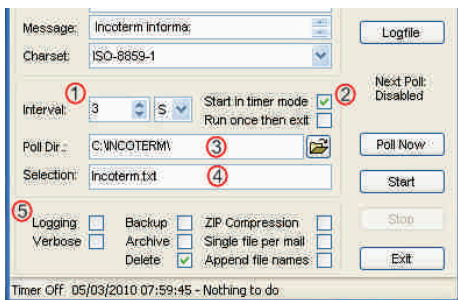 Message: Incoterm informa:
Logfile
Charset: ISO-8859-1
Next Poll:
Disabled
① ②
Interval: 3 S Start in timer mode
Run once then exit
Poll Dir.: C:\INCOTERM\ ③ Poll Now
Selection: Incoterm.txt ④ Start
⑤
Logging Backup ZIP Compression Stop
Verbose Archive Single file per mail
Delete Append file names Exit
Timer Off 05/03/2010 07:59:45 - Nothing to do